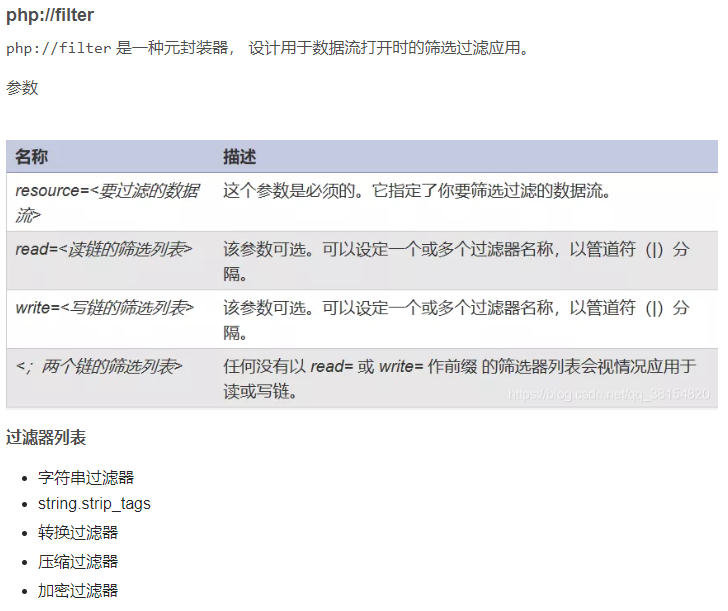 php://filter
php://filter 是一种元封装器， 设计用于数据流打开时的筛选过滤应用。
参数
名称 描述
resource=<要过滤的数据 这个参数是必须的。它指定了你要筛选过滤的数据流。
流>
read=<读链的筛选列表> 该参数可选。可以设定一个或多个过滤器名称，以管道符（|）分
隔。
write=<写链的筛选列表> 该参数可选。可以设定一个或多个过滤器名称，以管道符（|）分
隔。
<；两个链的筛选列表> 任何没有以 read= 或 write= 作前缀 的筛选器列表会视情况应用于
读或写链。
https://blog.csdn.net/qq_38154820
过滤器列表
• 字符串过滤器
• string.strip_tags
• 转换过滤器
• 压缩过滤器
• 加密过滤器